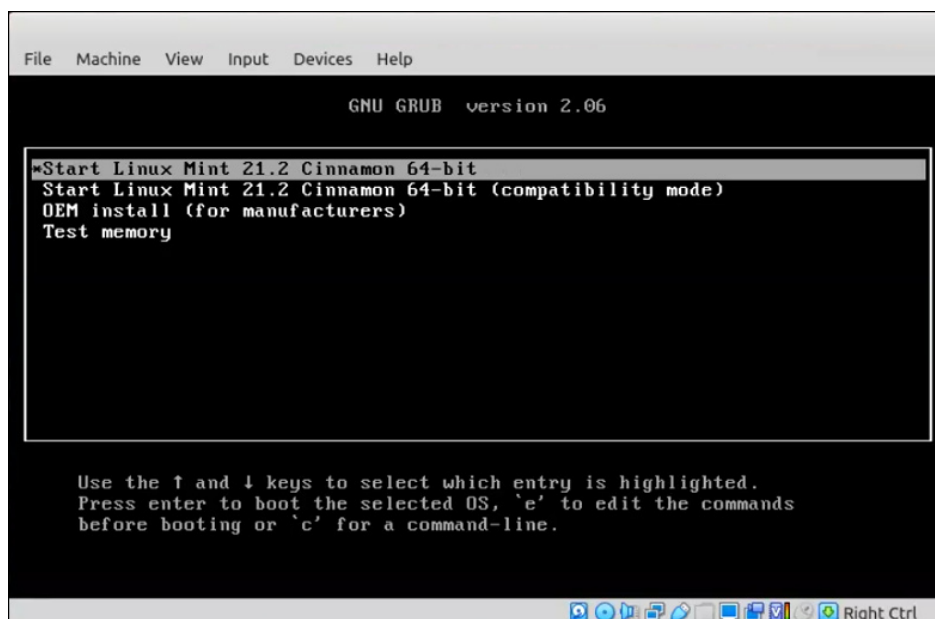 File Machine View Input Devices Help
GNU GRUB version 2.06
*Start Linux Mint 21.2 Cinnamon 64-bit
Start Linux Mint 21.2 Cinnamon 64-bit (compatibility mode)
OEM install (for manufacturers)
Test memory
Use the ↑ and ↓ keys to select which entry is highlighted.
Press enter to boot the selected OS, `e' to edit the commands
before booting or `c' for a command-line.
Right Ctrl